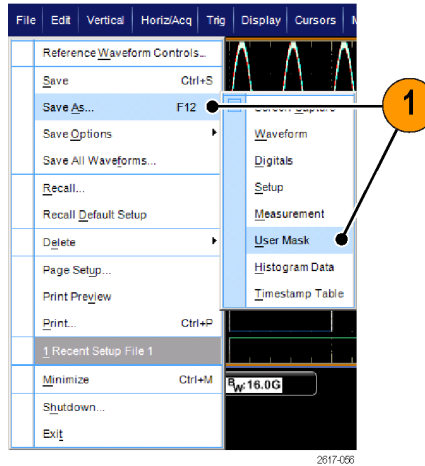 File Edit Vertical Horiz/Acq Trig Display Cursors
Reference Waveform Controls...
Save Ctrl+S
Save As... F12
1
Screen Capture
Save Options
Waveform
Save All Waveforms...
Digitals
Recall...
Setup
Recall Default Setup
Measurement
Delete
User Mask
Page Setup...
Histogram Data
Print Preview
Timestamp Table
Print... Ctrl+P
1 Recent Setup File 1
Minimize Ctrl+M
BW:16.0G
Shutdown...
Exit
2617-056